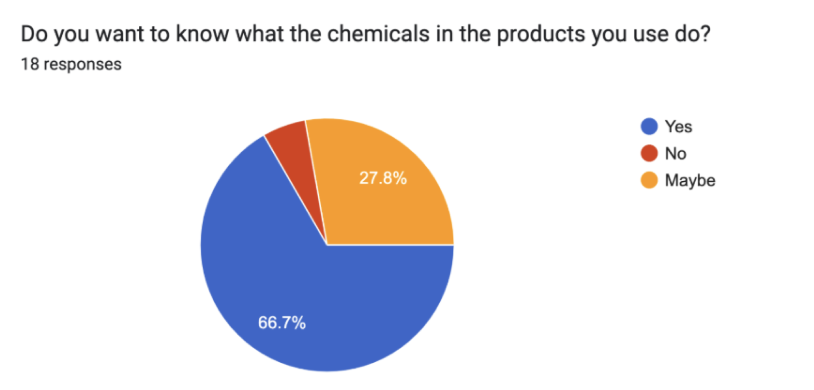 Do you want to know what the chemicals in the products you use do?
18 responses
Yes
No
Maybe
27.8%
66.7%